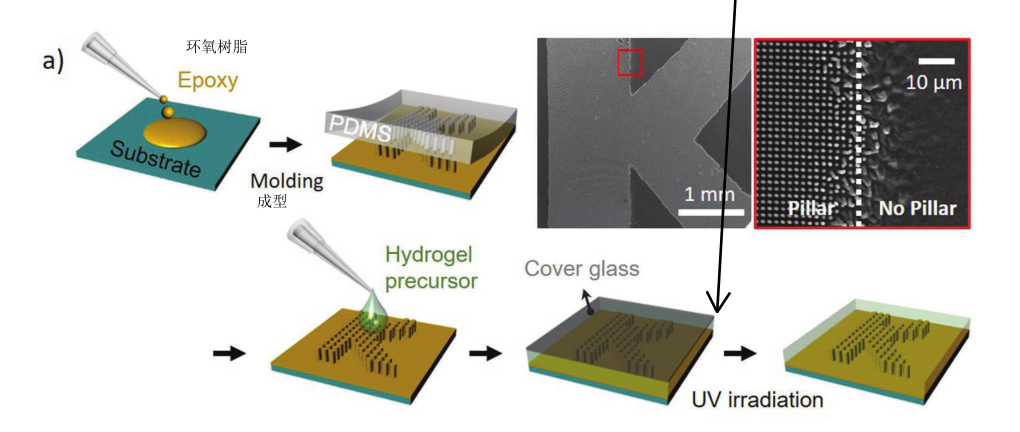 a)
环氧树脂
Epoxy
Substrate
Molding
成型
PDMS
1 mm
10 μm
Pillar
No Pillar
Hydrogel
precursor
Cover glass
UV irradiation